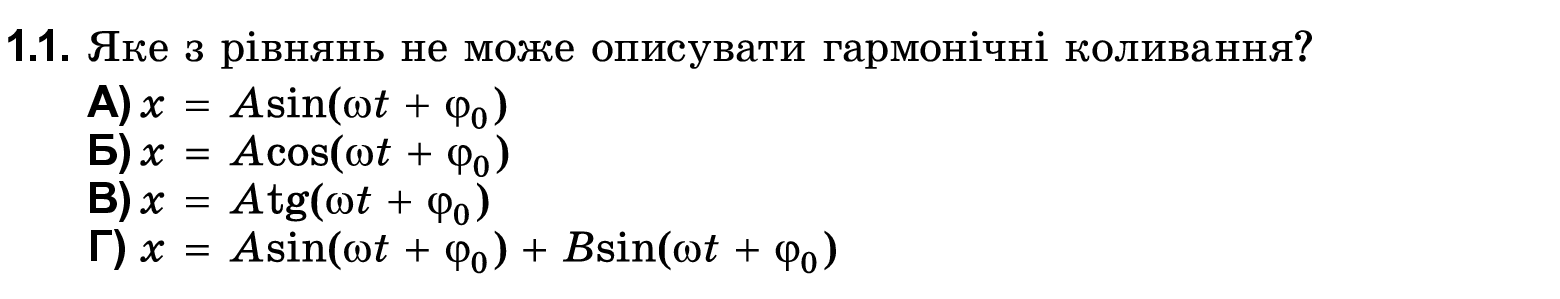 1.1. Яке з рівнянь не може описувати гармонічні коливання?
А) x = Asin(ωt + φ₀)
Б) x = Acos(ωt + φ₀)
В) x = Atg(ωt + φ₀)
Г) x = Asin(ωt + φ₀) + Bsin(ωt + φ₀)